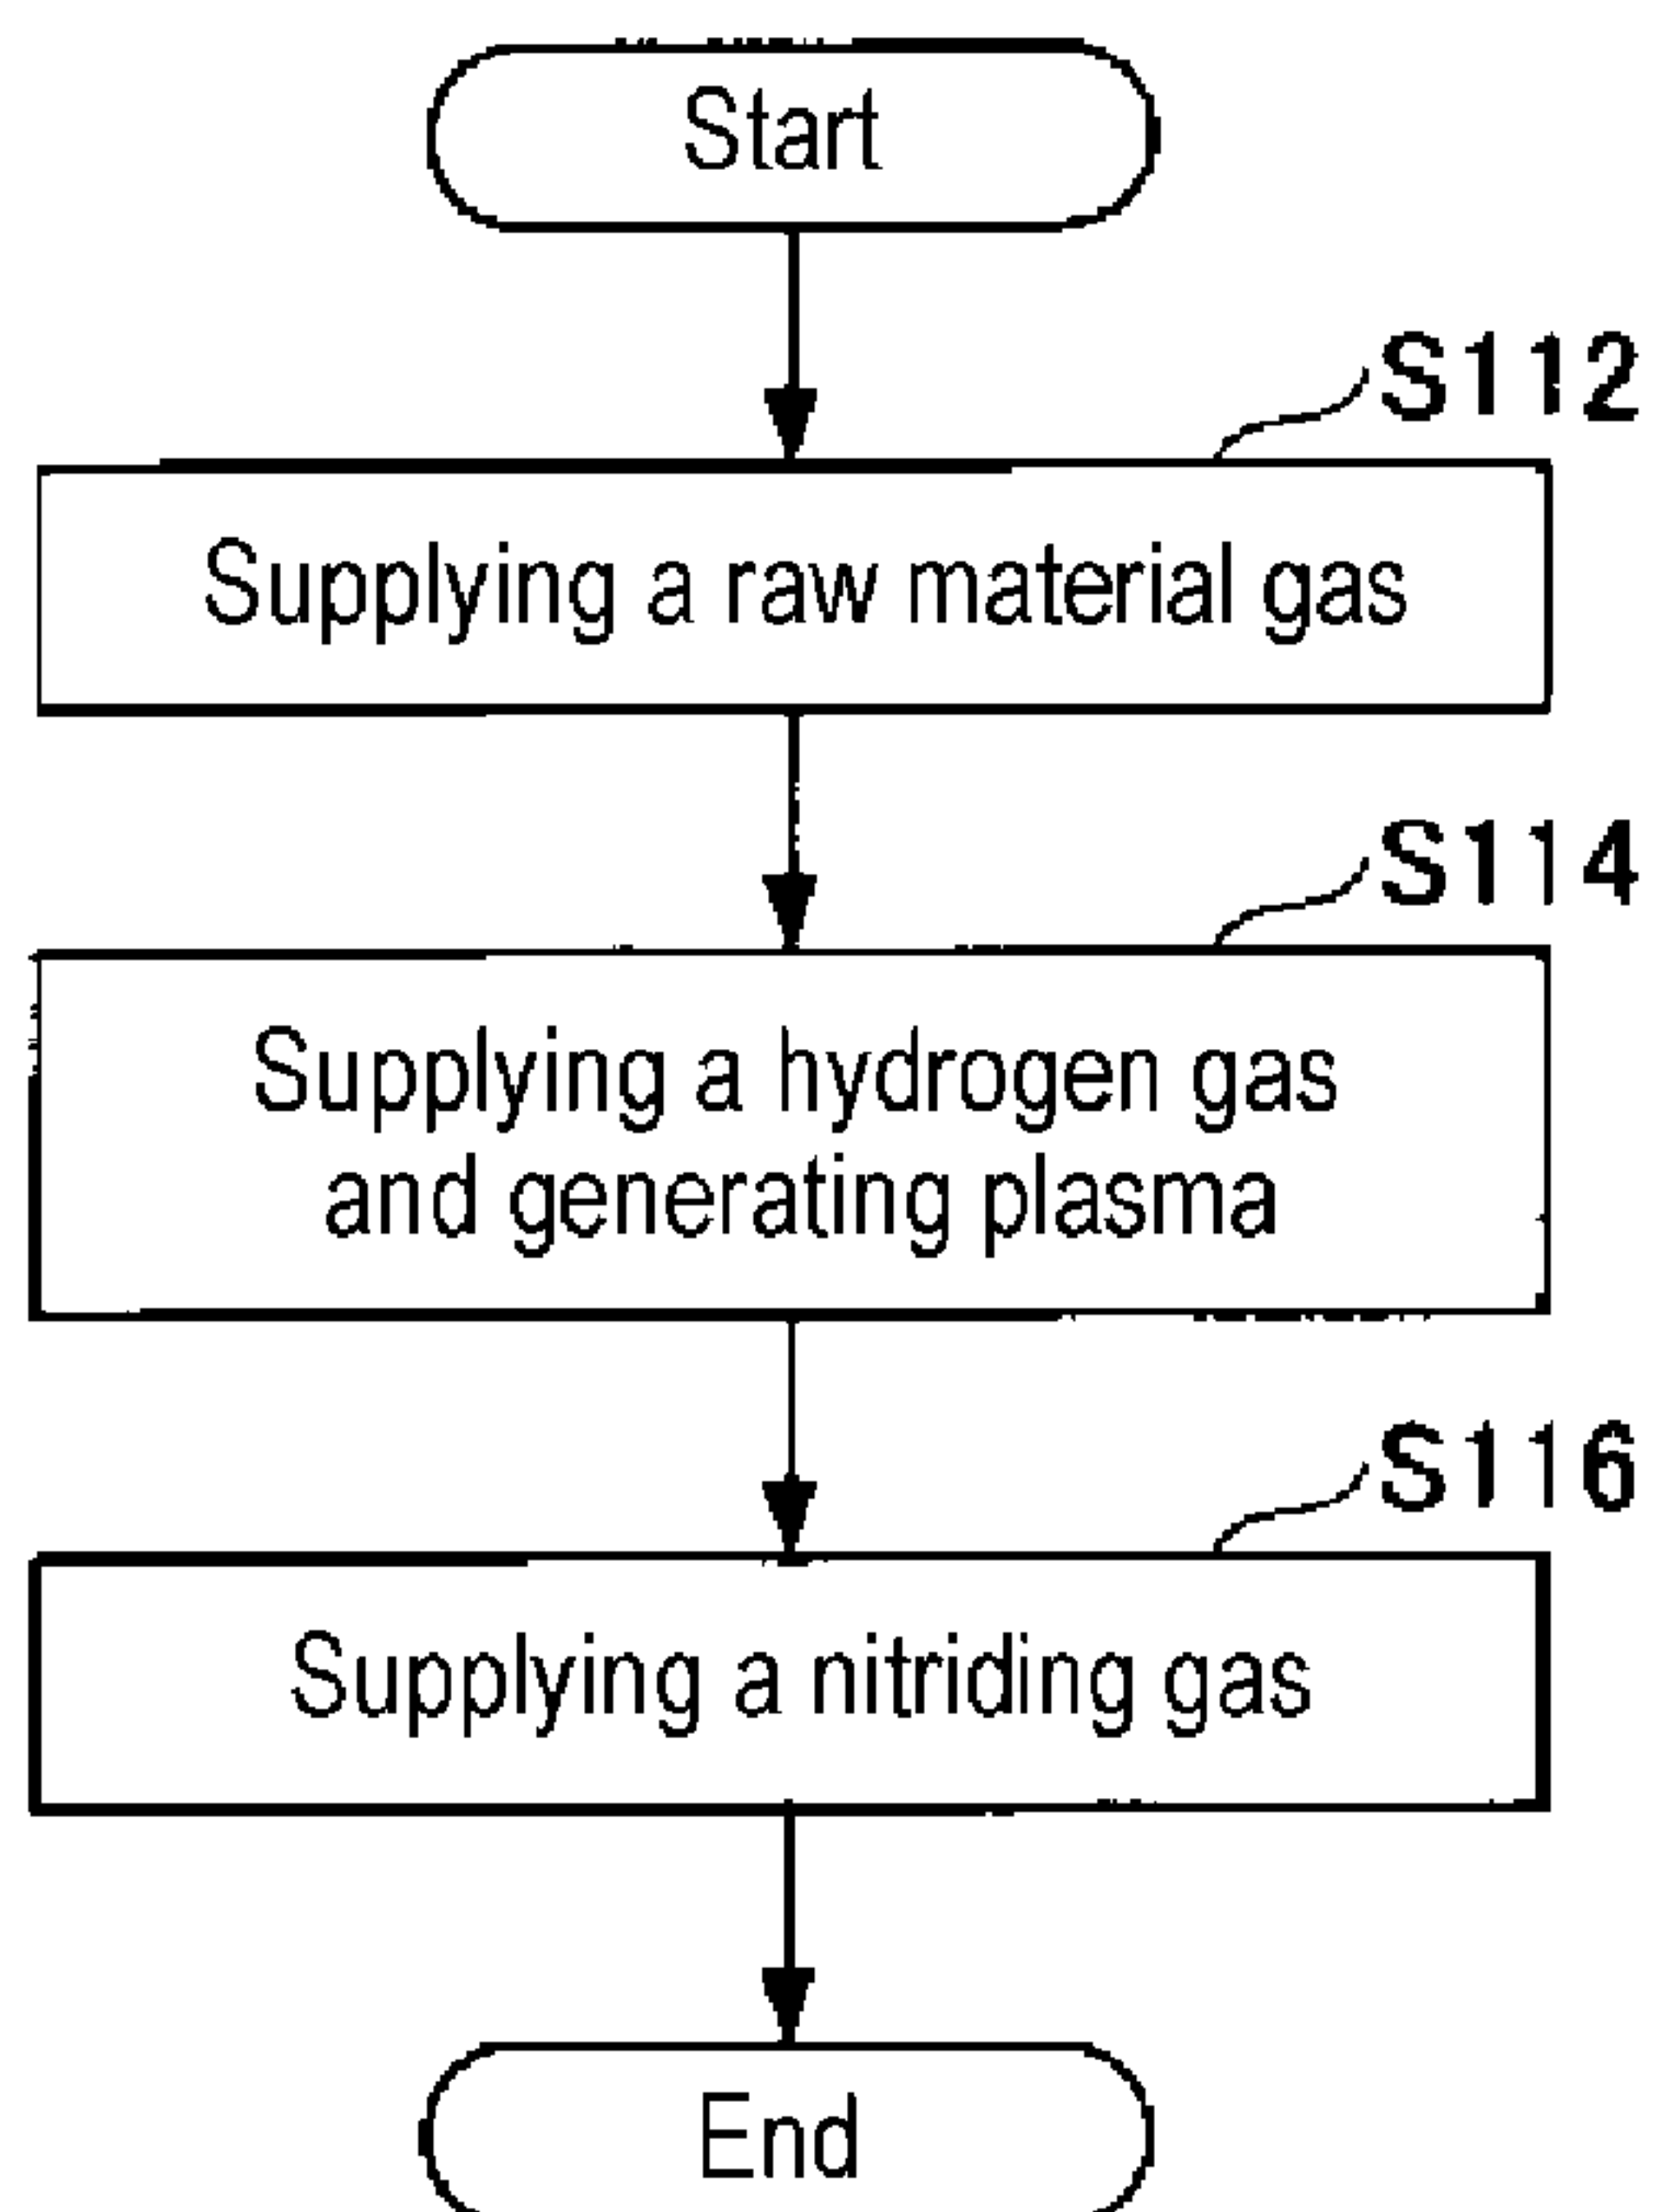 Start
S112
Supplying a raw material gas
S114
Supplying a hydrogen gas
and generating plasma
S116
Supplying a nitriding gas
End